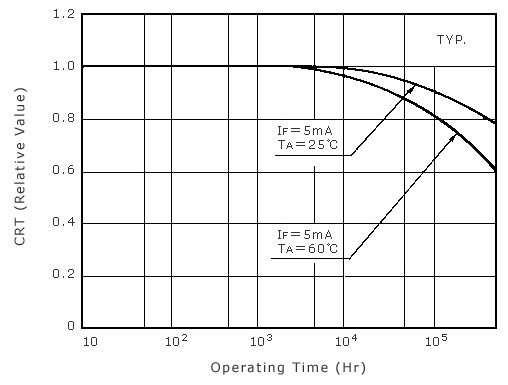 1.2
TYP.
1.0
0.8
IF=5mA
TA=25℃
0.6
0.4
IF=5mA
TA=60℃
0.2
0
10 10² 10³ 10⁴ 10⁵
CRT (Relative Value)
Operating Time (Hr)